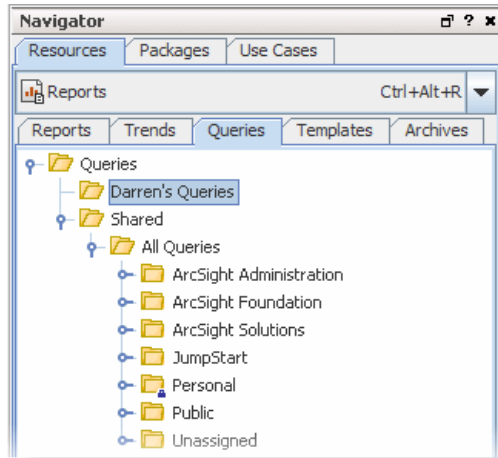 Navigator
Resources Packages Use Cases
Reports Ctrl+Alt+R
Reports Trends Queries Templates Archives
Queries
Darren's Queries
Shared
All Queries
ArcSight Administration
ArcSight Foundation
ArcSight Solutions
JumpStart
Personal
Public
Unassigned